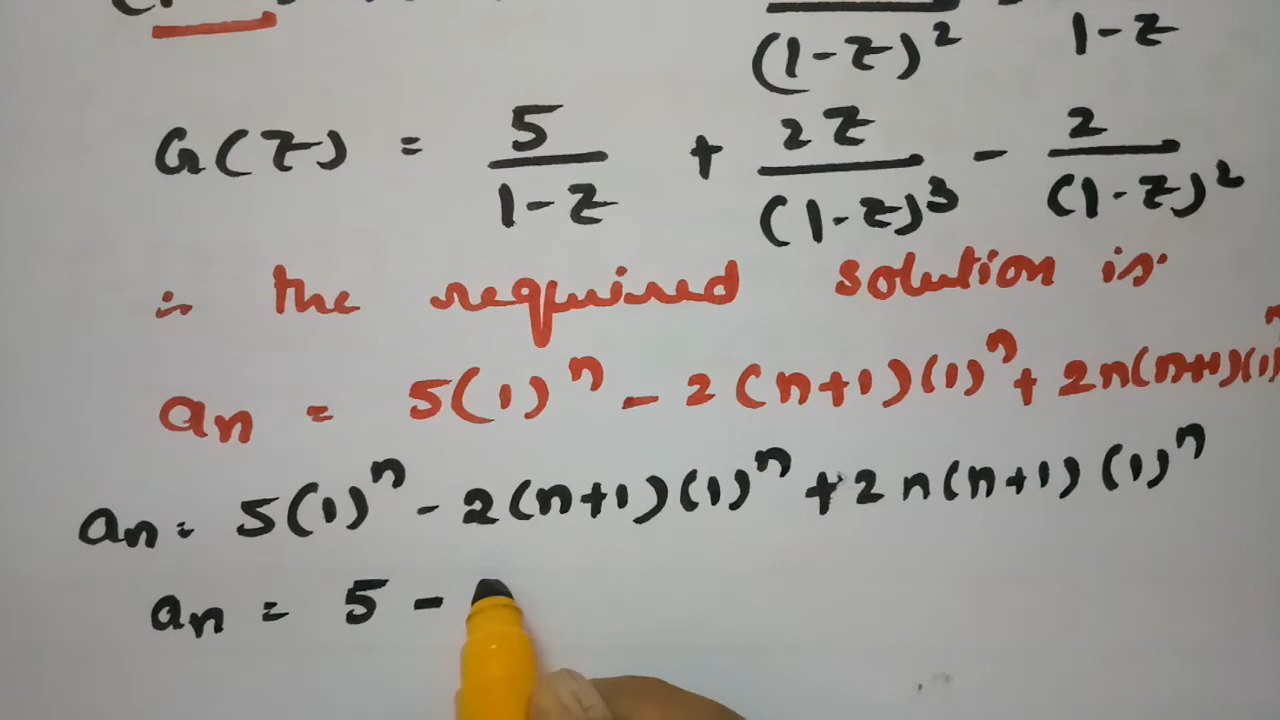 (1-z)² 1-z
G(z) = 5/(1-z) + 2z/(1-z)³ - 2/(1-z)²
∴ the required solution is
an = 5(1)ⁿ - 2(n+1)(1)ⁿ + 2n(n+1)(1)ⁿ
an = 5(1)ⁿ - 2(n+1)(1)ⁿ + 2n(n+1)(1)ⁿ
an = 5 -